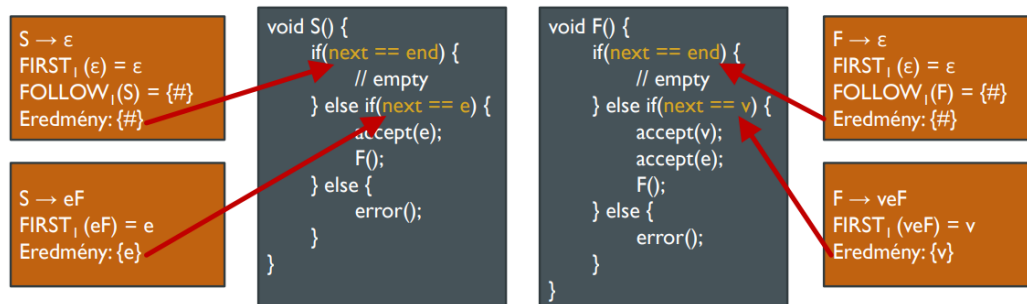 S → ε
FIRST₁ (ε) = ε
FOLLOW₁(S) = {#}
Eredmény: {#}
S → eF
FIRST₁ (eF) = e
Eredmény: {e}
void S() {
if(next == end) {
// empty
} else if(next == e) {
accept(e);
F();
} else {
error();
}
}
void F() {
if(next == end) {
// empty
} else if(next == v) {
accept(v);
accept(e);
F();
} else {
error();
}
}
F → ε
FIRST₁ (ε) = ε
FOLLOW₁(F) = {#}
Eredmény: {#}
F → veF
FIRST₁ (veF) = v
Eredmény: {v}